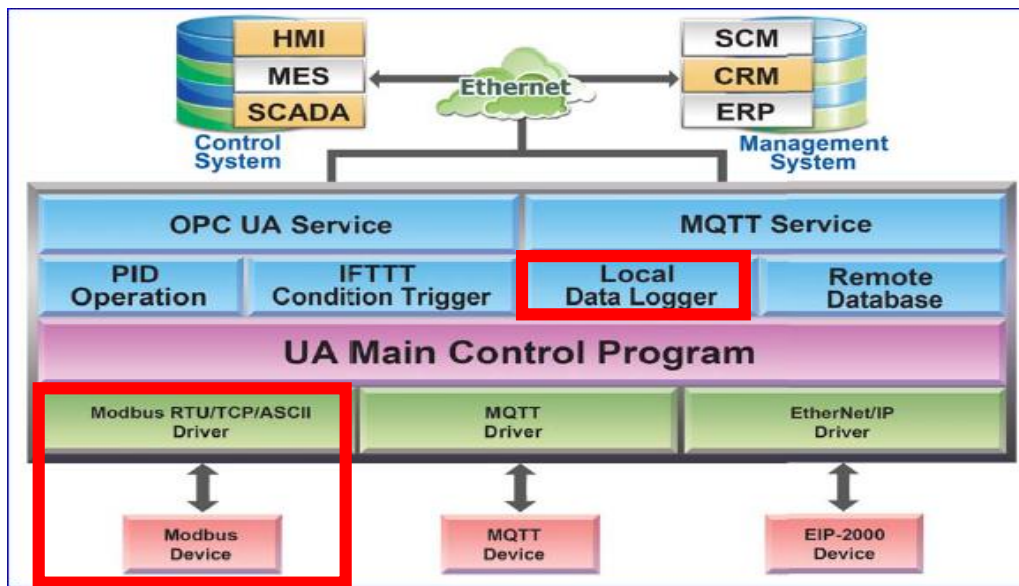 HMI
MES
SCADA
Control
System
Ethernet
SCM
CRM
ERP
Management
System
OPC UA Service
MQTT Service
PID
Operation
IFTTT
Condition Trigger
Local
Data Logger
Remote
Database
UA Main Control Program
Modbus RTU/TCP/ASCII
Driver
MQTT
Driver
EtherNet/IP
Driver
Modbus
Device
MQTT
Device
EIP-2000
Device